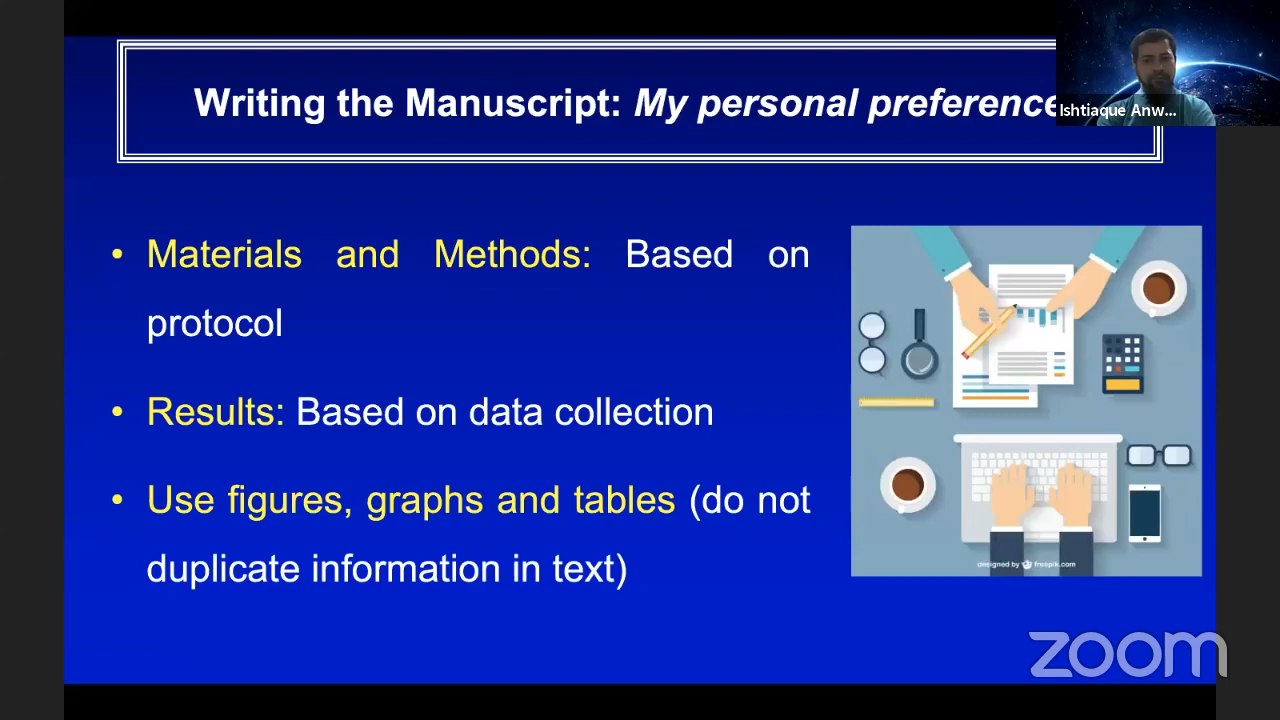 Writing the Manuscript: My personal preference
Ishtiaque Anw...
• Materials and Methods: Based on
protocol
• Results: Based on data collection
• Use figures, graphs and tables (do not
duplicate information in text)
designed by freepik.com
zoom